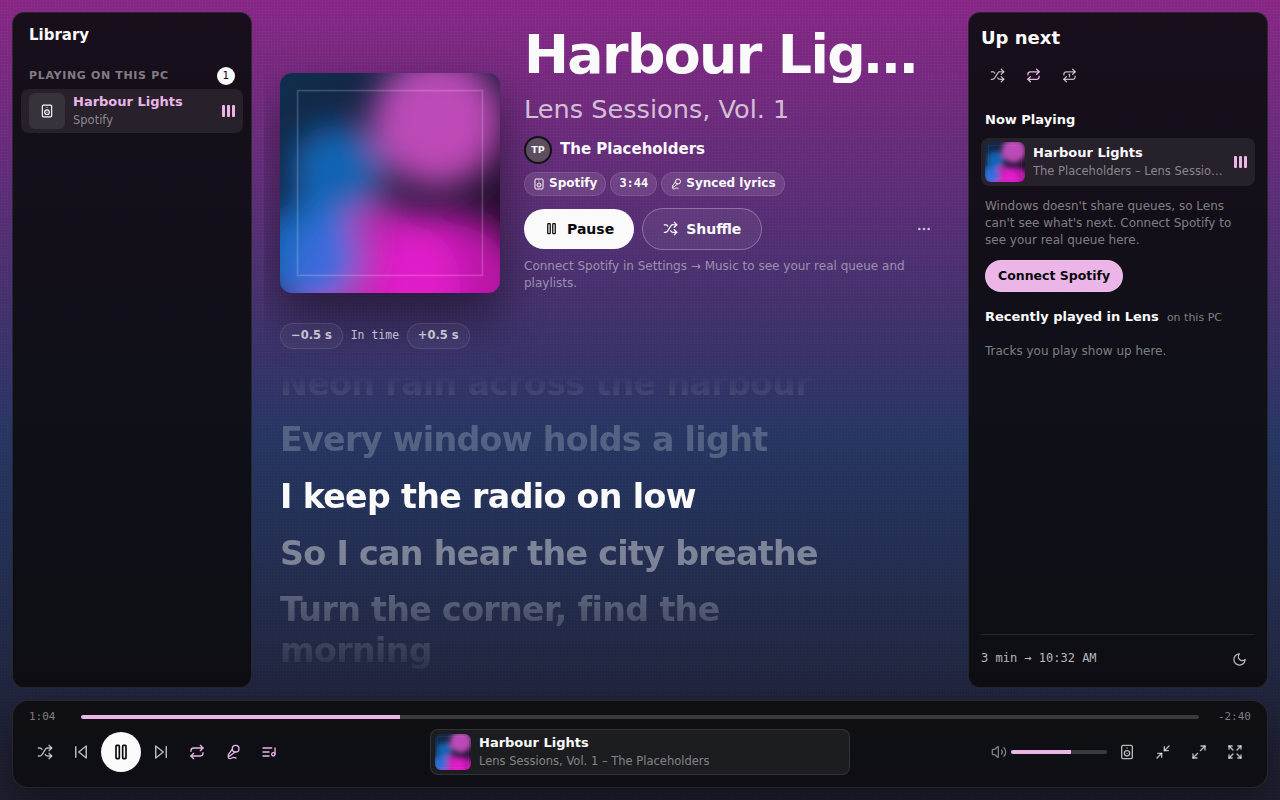 Library
PLAYING ON THIS PC
1
Harbour Lights
Spotify
Harbour Lig...
Lens Sessions, Vol. 1
TP
The Placeholders
Spotify
3:44
Synced lyrics
Pause
Shuffle
Connect Spotify in Settings → Music to see your real queue and
playlists.
−0.5 s
In time
+0.5 s
Neon rain across the harbour
Every window holds a light
I keep the radio on low
So I can hear the city breathe
Turn the corner, find the
morning
Up next
Now Playing
Harbour Lights
The Placeholders – Lens Sessio...
Windows doesn't share queues, so Lens
can't see what's next. Connect Spotify to
see your real queue here.
Connect Spotify
Recently played in Lens on this PC
Tracks you play show up here.
3 min → 10:32 AM
1:04
-2:40
Harbour Lights
Lens Sessions, Vol. 1 – The Placeholders